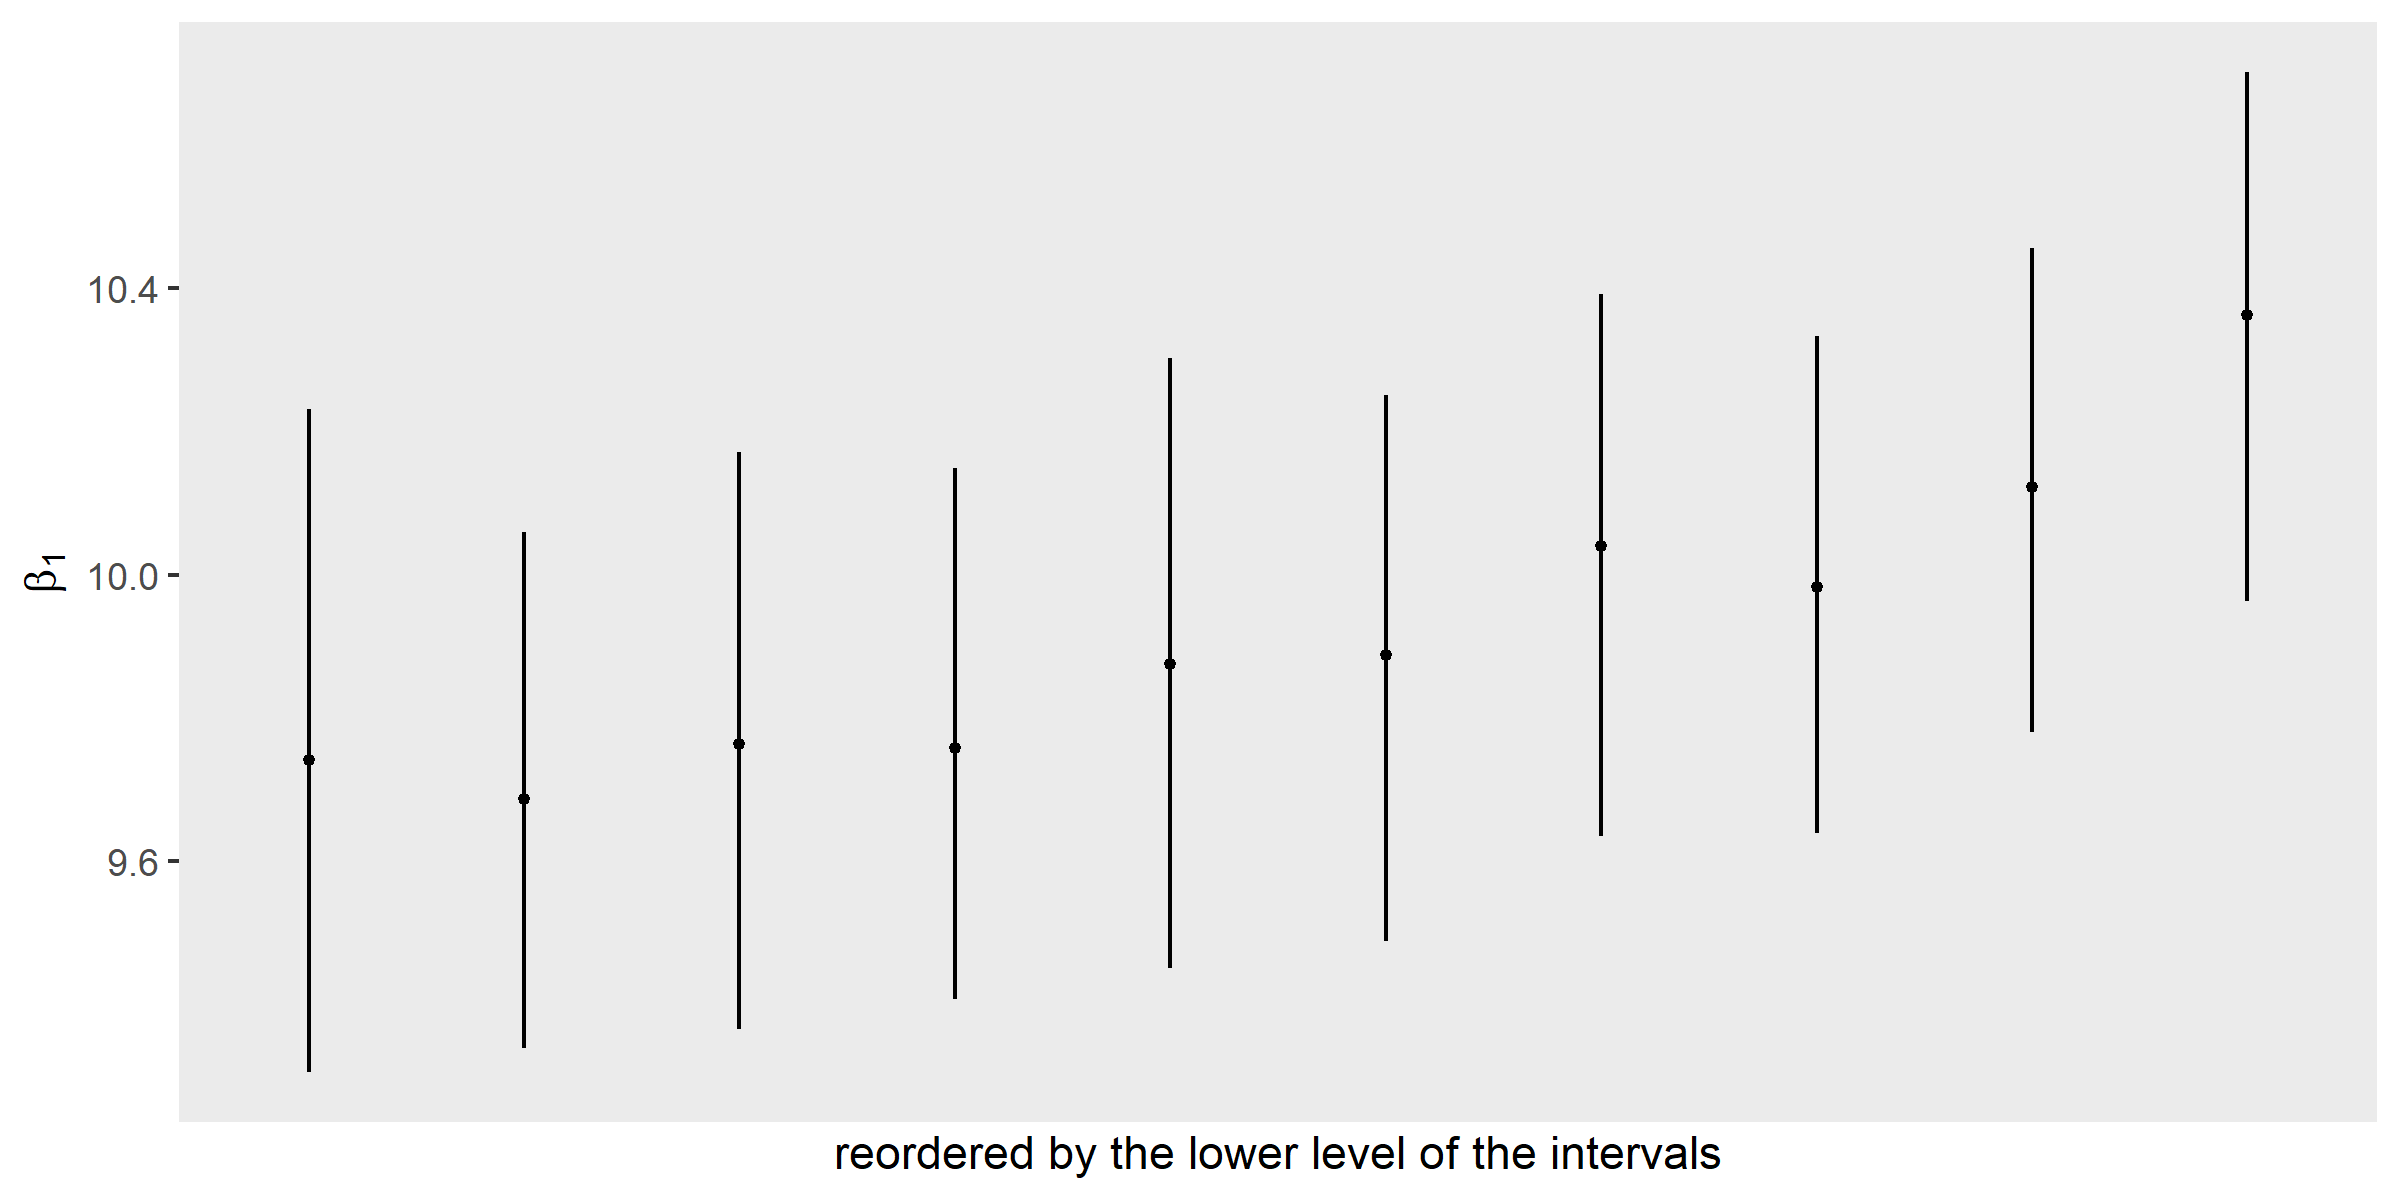 10.4
10.0
9.6
β₁
reordered by the lower level of the intervals